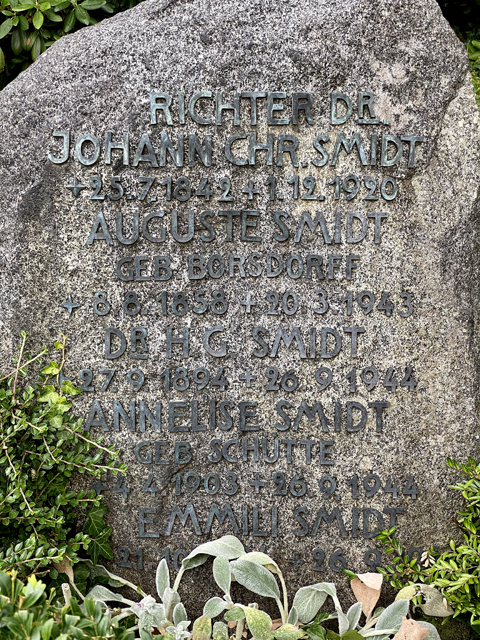 RICHTER DR.
JOHANN CHR. SMIDT
+25.7.1842 +1.12.1920
AUGUSTE SMIDT
GEB BORSDORFF
+8.8.1858 +20.3.1943
DR H.G. SMIDT
27.9.1894 +26.9.1944
ANNELISE SMIDT
GEB SCHÜTTE
+4.4.1903 +26.9.1944
EMMILI SMIDT
+26.9.